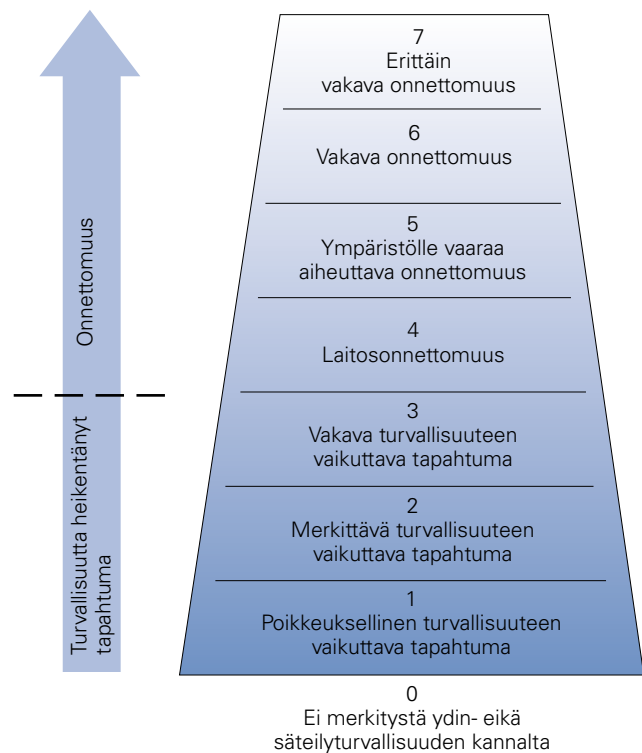 Onnettomuus
Turvallisuutta heikentänyt
tapahtuma
7
Erittäin
vakava onnettomuus
6
Vakava onnettomuus
5
Ympäristölle vaaraa
aiheuttava onnettomuus
4
Laitosonnettomuus
3
Vakava turvallisuuteen
vaikuttava tapahtuma
2
Merkittävä turvallisuuteen
vaikuttava tapahtuma
1
Poikkeuksellinen turvallisuuteen
vaikuttava tapahtuma
0
Ei merkitystä ydin- eikä
säteilyturvallisuuden kannalta